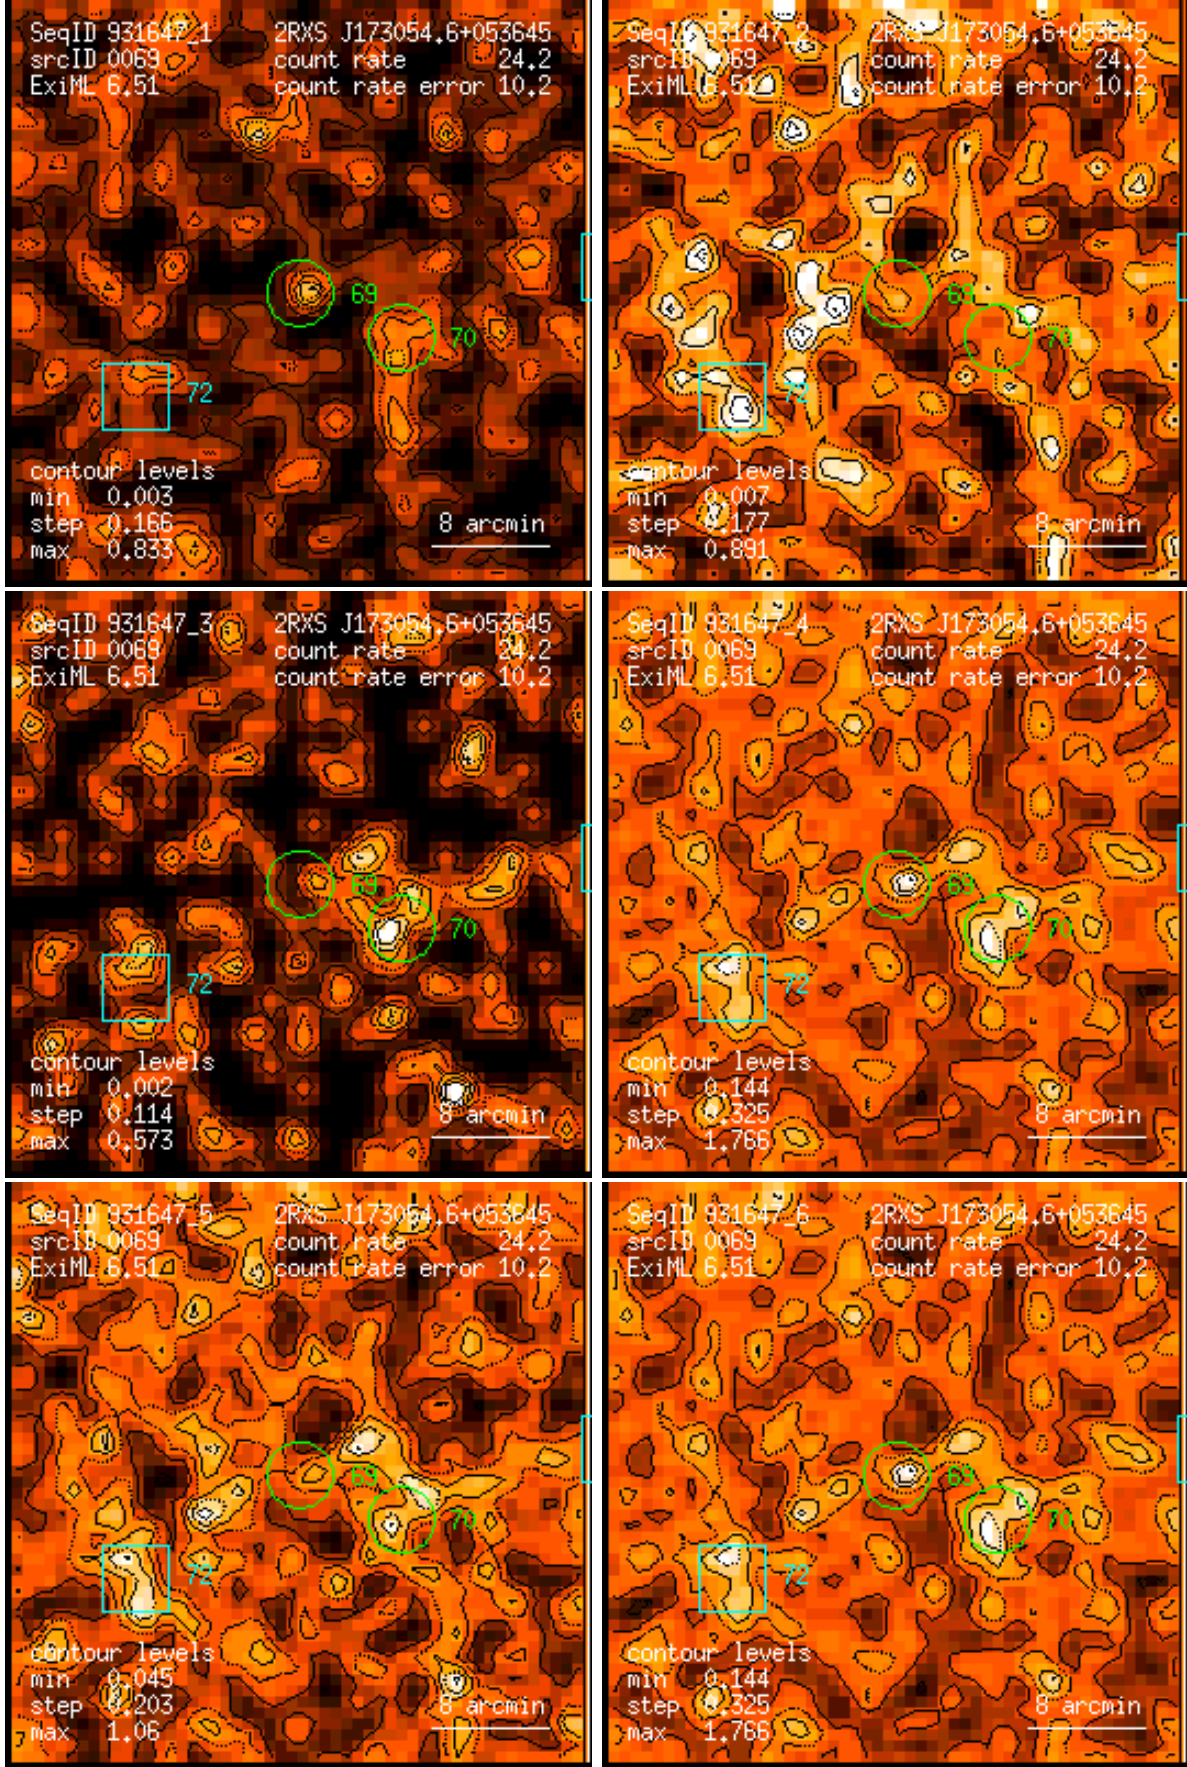 SeqID 931647_1 2RXS J173054.6+053645
srcID 0069 count rate 24.2
ExiML 6.51 count rate error 10.2
69
70
72
contour levels
min 0.003
step 0.166
max 0.833
8 arcmin
SeqID 931647_2 2RXS J173054.6+053645
srcID 0069 count rate 24.2
ExiML 6.51 count rate error 10.2
69
70
72
contour levels
min 0.007
step 0.177
max 0.891
8 arcmin
SeqID 931647_3 2RXS J173054.6+053645
srcID 0069 count rate 24.2
ExiML 6.51 count rate error 10.2
69
70
72
contour levels
min 0.002
step 0.114
max 0.573
8 arcmin
SeqID 931647_4 2RXS J173054.6+053645
srcID 0069 count rate 24.2
ExiML 6.51 count rate error 10.2
69
70
72
contour levels
min 0.144
step 0.325
max 1.766
8 arcmin
SeqID 931647_5 2RXS J173054.6+053645
srcID 0069 count rate 24.2
ExiML 6.51 count rate error 10.2
69
70
72
contour levels
min 0.045
step 0.203
max 1.06
8 arcmin
SeqID 931647_6 2RXS J173054.6+053645
srcID 0069 count rate 24.2
ExiML 6.51 count rate error 10.2
69
70
72
contour levels
min 0.144
step 0.325
max 1.766
8 arcmin